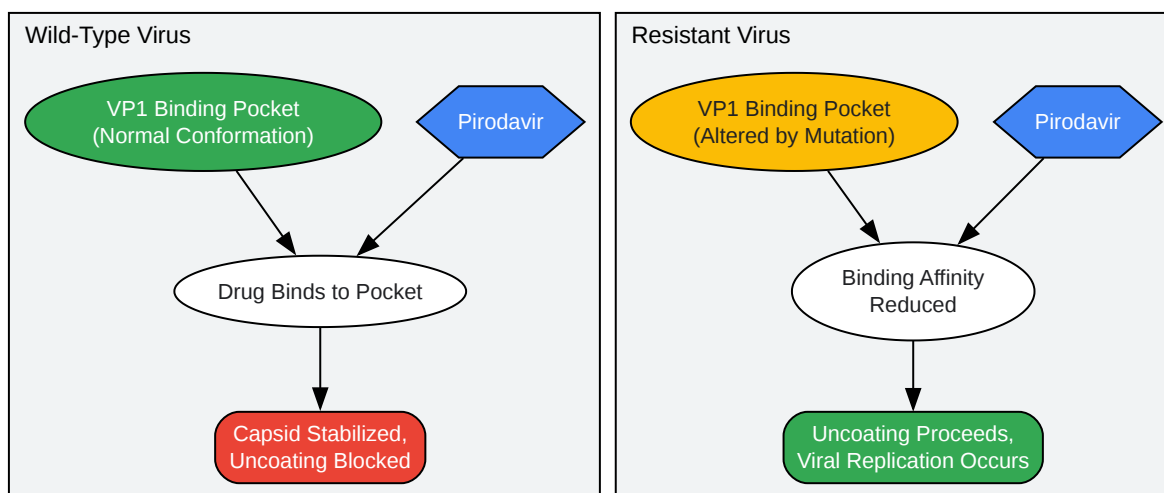 Wild-Type Virus
VP1 Binding Pocket
(Normal Conformation)
Pirodavir
Drug Binds to Pocket
Capsid Stabilized,
Uncoating Blocked
Resistant Virus
VP1 Binding Pocket
(Altered by Mutation)
Pirodavir
Binding Affinity
Reduced
Uncoating Proceeds,
Viral Replication Occurs